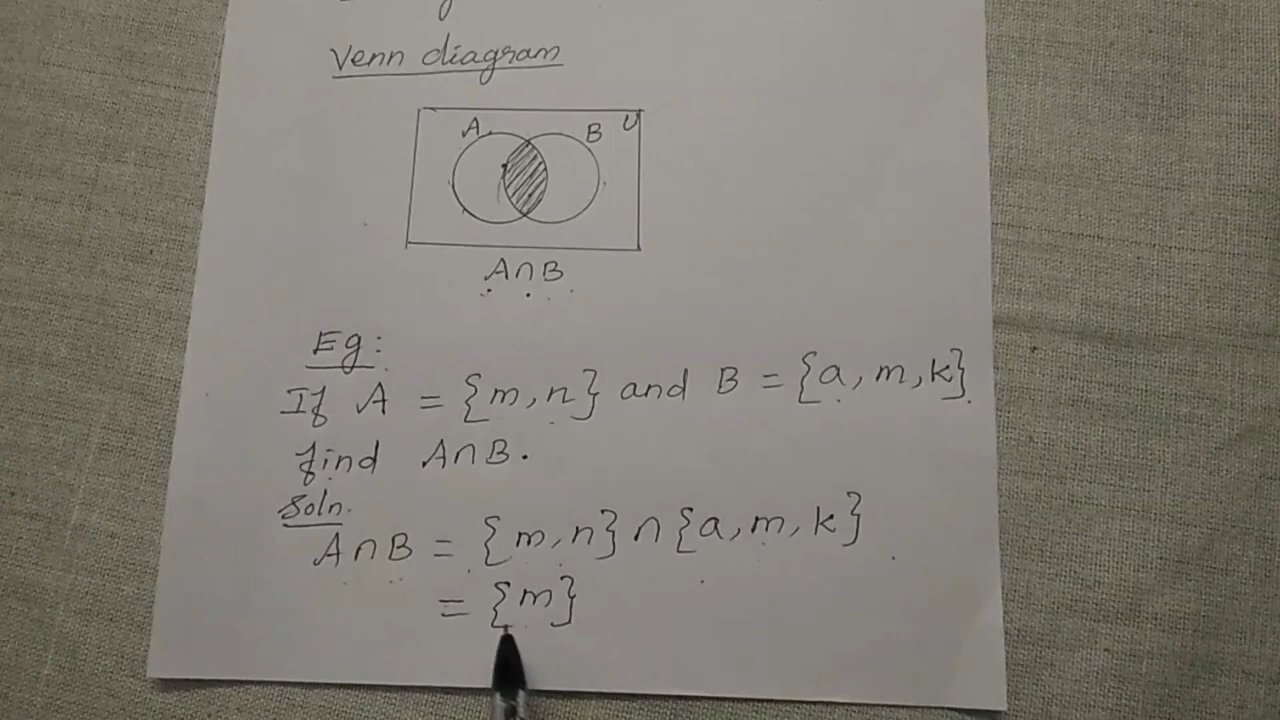 Venn diagram
A B U
A∩B
Eg:
If A = {m,n} and B = {a,m,k}
find A∩B.
Soln.
A∩B = {m,n}∩{a,m,k}
= {m}